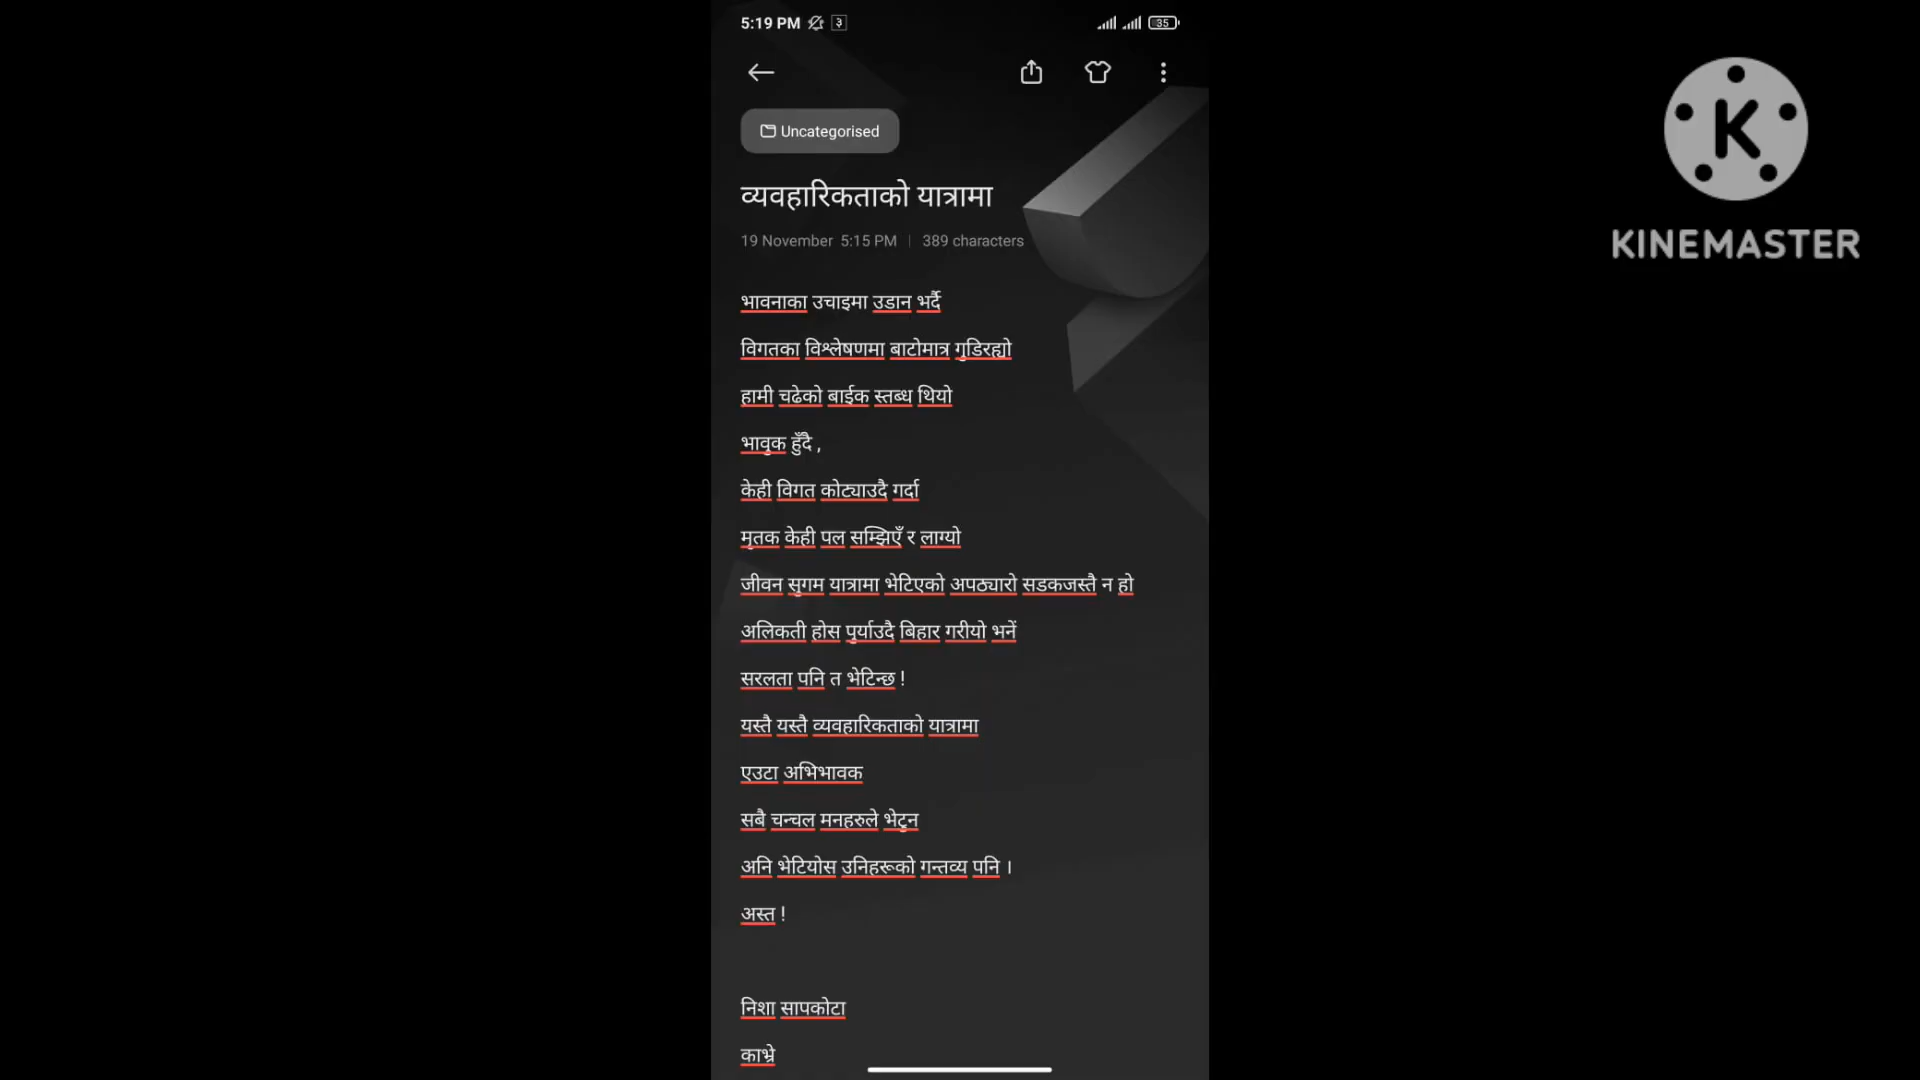 5:19 PM ३ 35
Uncategorised
व्यवहारिकताको यात्रामा
19 November 5:15 PM | 389 characters
भावनाका उचाइमा उडान भर्दै
विगतका विश्लेषणमा बाटोमात्र गुडिरह्यो
हामी चढेको बाईक स्तब्ध थियो
भावुक हुँदै ,
केही विगत कोट्याउदै गर्दा
मृतक केही पल सम्झिएँ र लाग्यो
जीवन सुगम यात्रामा भेटिएको अपठ्यारो सडकजस्तै न हो
अलिकती होस पुर्याउदै बिहार गरीयो भनें
सरलता पनि त भेटिन्छ !
यस्तै यस्तै व्यवहारिकताको यात्रामा
एउटा अभिभावक
सबै चन्चल मनहरुले भेटुन
अनि भेटियोस उनिहरूको गन्तव्य पनि ।
अस्त !
निशा सापकोटा
काभ्रे
K
KINEMASTER